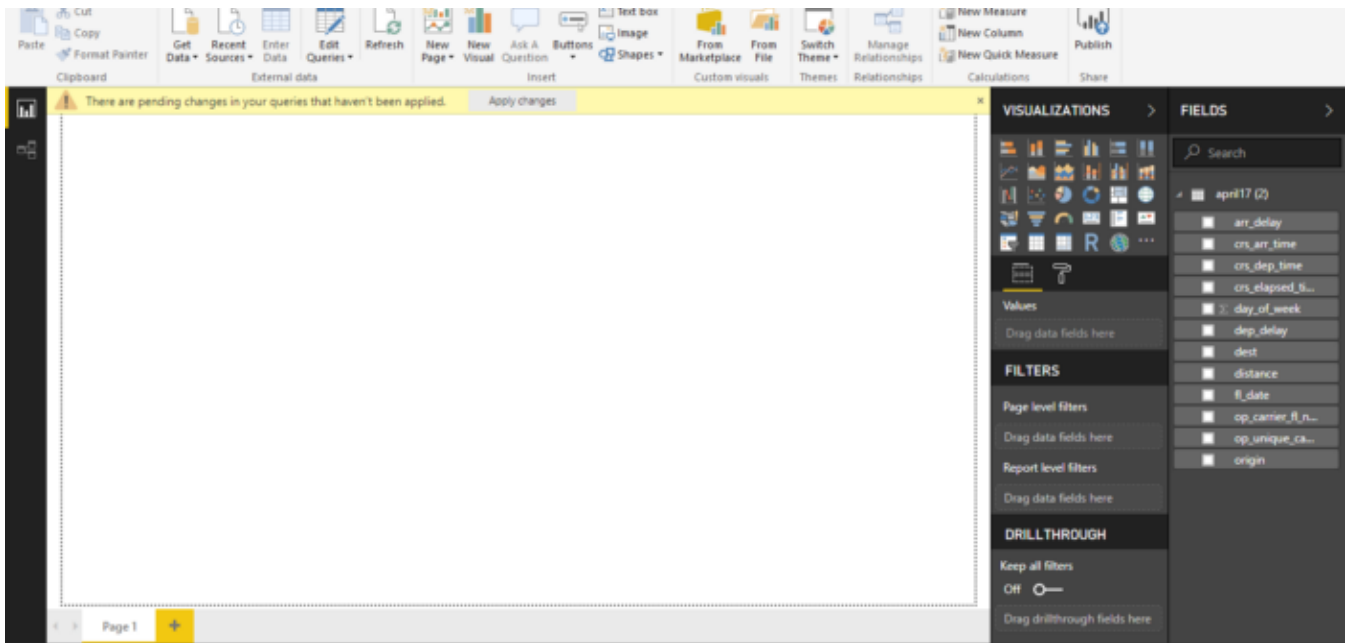 Cut
Copy
Paste
Format Painter
Clipboard
Get Data
Recent Sources
Enter Data
Edit Queries
Refresh
External data
New Page
New Visual
Ask A Question
Buttons
Text box
Image
Shapes
Insert
From Marketplace
From File
Custom visuals
Switch Theme
Themes
Manage Relationships
Relationships
New Measure
New Column
New Quick Measure
Calculations
Publish
Share
There are pending changes in your queries that haven't been applied.
Apply changes
VISUALIZATIONS
R
Values
Drag data fields here
FILTERS
Page level filters
Drag data fields here
Report level filters
Drag data fields here
DRILLTHROUGH
Keep all filters
Off
Drag drillthrough fields here
FIELDS
Search
april17 (2)
arr_delay
crs_arr_time
crs_dep_time
crs_elapsed_ti...
Σ day_of_week
dep_delay
dest
distance
fl_date
op_carrier_fl_n...
op_unique_ca...
origin
Page 1